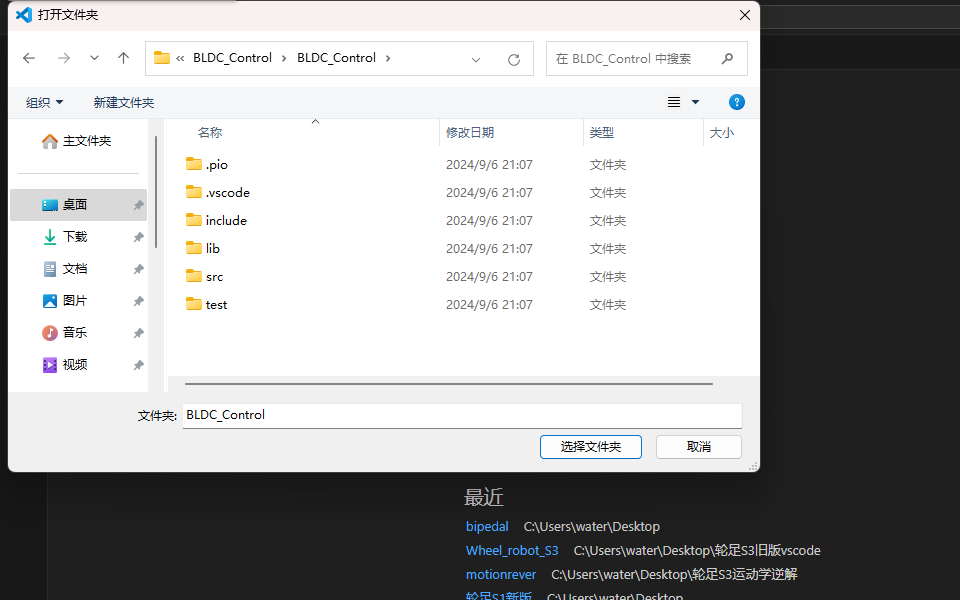 打开文件夹
« BLDC_Control › BLDC_Control ›
在 BLDC_Control 中搜索
组织 新建文件夹
名称 修改日期 类型 大小
主文件夹
桌面
下载
文档
图片
音乐
视频
.pio 2024/9/6 21:07 文件夹
.vscode 2024/9/6 21:07 文件夹
include 2024/9/6 21:07 文件夹
lib 2024/9/6 21:07 文件夹
src 2024/9/6 21:07 文件夹
test 2024/9/6 21:07 文件夹
文件夹: BLDC_Control
选择文件夹 取消
最近
bipedal C:\Users\water\Desktop
Wheel_robot_S3 C:\Users\water\Desktop\轮足S3旧版vscode
motionrever C:\Users\water\Desktop\轮足S3运动学逆解
轮足S1新版 C:\Users\water\Desktop